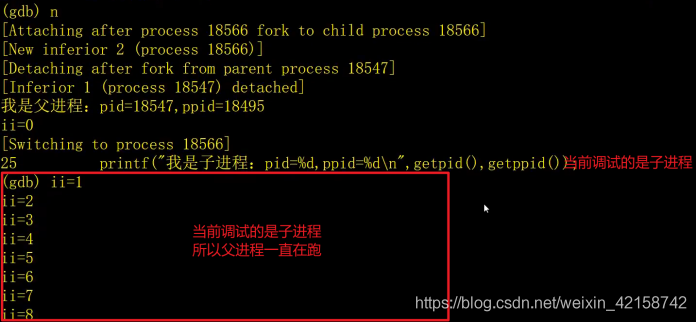 (gdb) n
[Attaching after process 18566 fork to child process 18566]
[New inferior 2 (process 18566)]
[Detaching after fork from parent process 18547]
[Inferior 1 (process 18547) detached]
我是父进程：pid=18547,ppid=18495
ii=0
[Switching to process 18566]
25 printf("我是子进程：pid=%d,ppid=%d\n",getpid(),getppid()); 当前调试的是子进程
(gdb) ii=1
ii=2
ii=3
ii=4
ii=5
ii=6
ii=7
ii=8
当前调试的是子进程
所以父进程一直在跑
https://blog.csdn.net/weixin_42158742